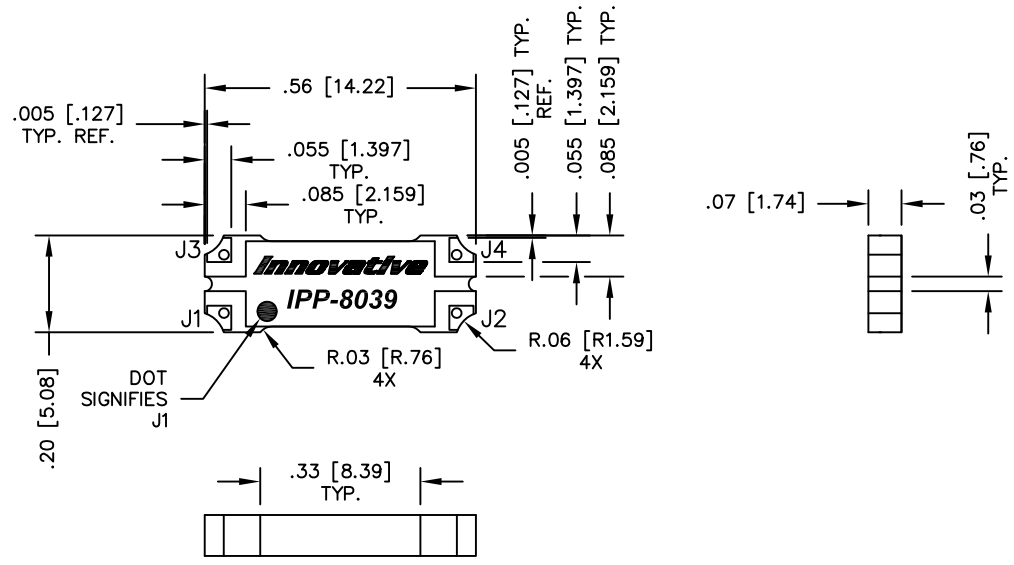 .56 [14.22]
.005 [.127]
TYP. REF.
.055 [1.397]
TYP.
.085 [2.159]
TYP.
.005 [.127] TYP.
REF.
.055 [1.397] TYP.
.085 [2.159] TYP.
.07 [1.74]
.03 [.76]
TYP.
J3
J4
Innovative
IPP-8039
J1
J2
R.03 [R.76]
4X
R.06 [R1.59]
4X
DOT
SIGNIFIES
J1
.20 [5.08]
.33 [8.39]
TYP.